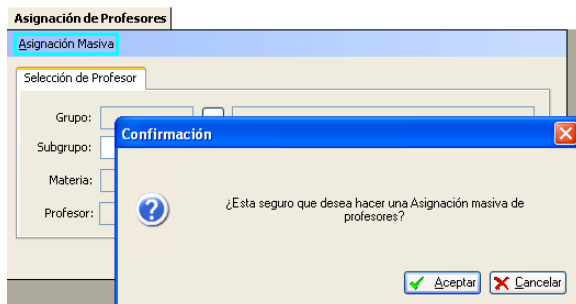 Asignación de Profesores
Asignación Masiva
Selección de Profesor
Grupo:
Subgrupo:
Materia:
Profesor:
Confirmación
¿Esta seguro que desea hacer una Asignación masiva de
profesores?
Aceptar
Cancelar